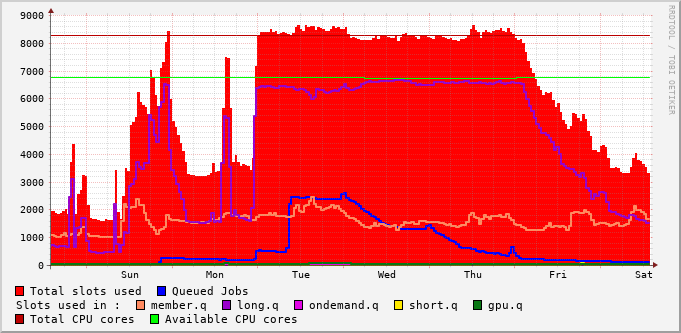 9000
8000
7000
6000
5000
4000
3000
2000
1000
0
Sun Mon Tue Wed Thu Fri Sat
RRDTOOL / TOBI OETIKER
Total slots used Queued Jobs
Slots used in : member.q long.q ondemand.q short.q gpu.q
Total CPU cores Available CPU cores